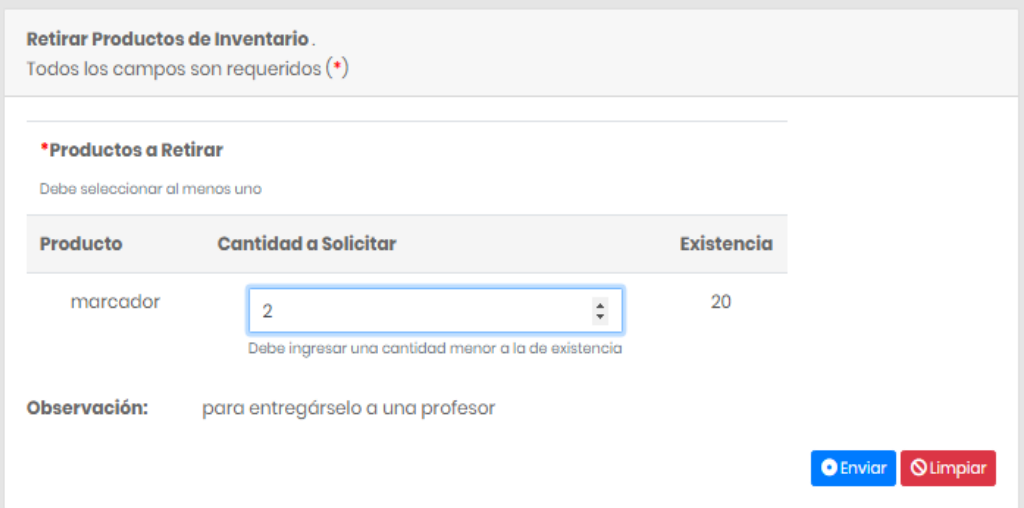 Retirar Productos de Inventario.
Todos los campos son requeridos (*)
*Productos a Retirar
Debe seleccionar al menos uno
Producto Cantidad a Solicitar Existencia
marcador 2 20
Debe ingresar una cantidad menor a la de existencia
Observación: para entregárselo a una profesor
Enviar Limpiar